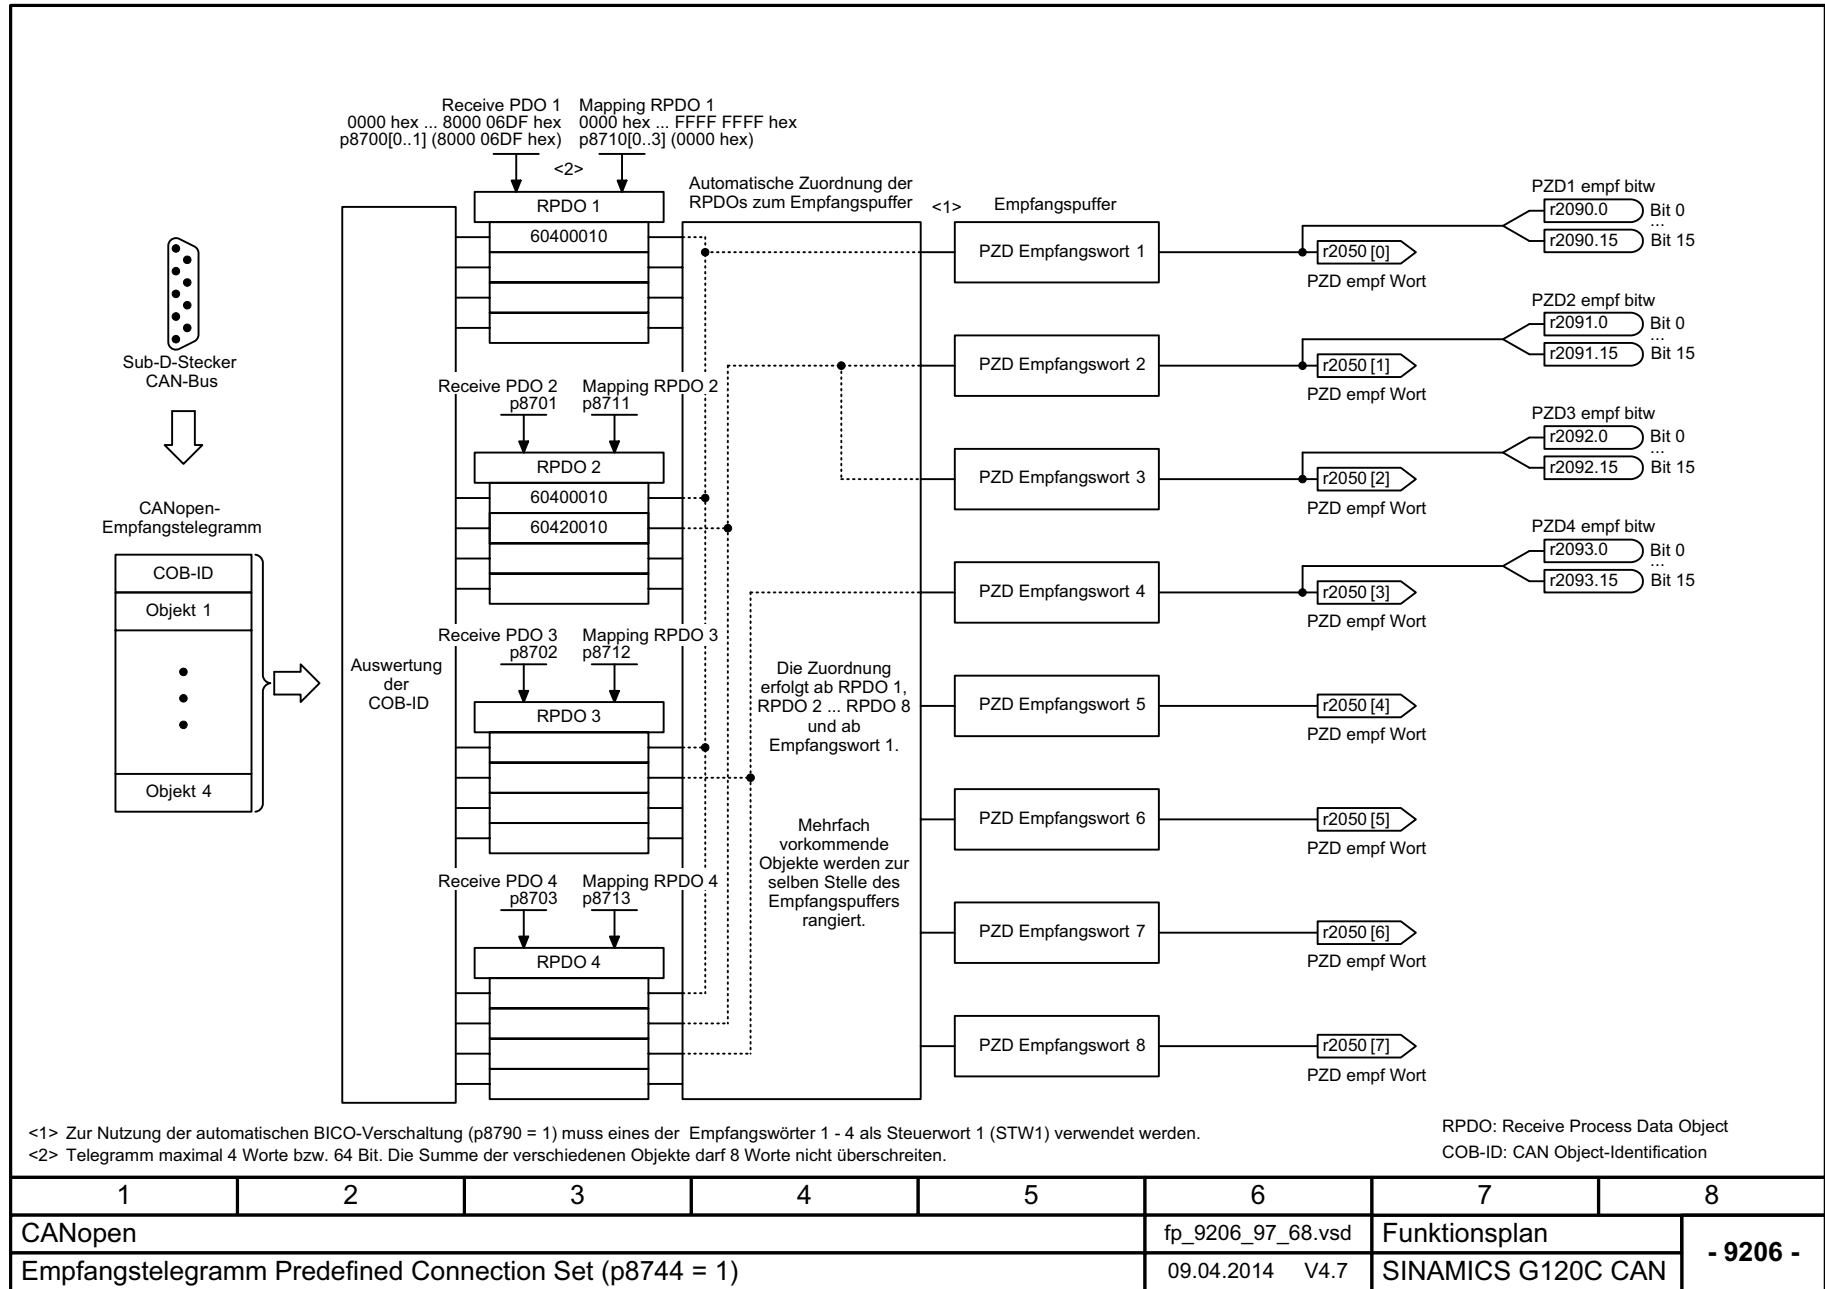 Receive PDO 1
0000 hex ... 8000 06DF hex
p8700[0..1] (8000 06DF hex)
Mapping RPDO 1
0000 hex ... FFFF FFFF hex
p8710[0..3] (0000 hex)
<2>
RPDO 1
60400010
Sub-D-Stecker
CAN-Bus
CANopen-
Empfangstelegramm
COB-ID
Objekt 1
Objekt 4
Auswertung
der
COB-ID
Receive PDO 2
p8701
Mapping RPDO 2
p8711
RPDO 2
60400010
60420010
Receive PDO 3
p8702
Mapping RPDO 3
p8712
RPDO 3
Receive PDO 4
p8703
Mapping RPDO 4
p8713
RPDO 4
Automatische Zuordnung der
RPDOs zum Empfangspuffer
Die Zuordnung
erfolgt ab RPDO 1,
RPDO 2 ... RPDO 8
und ab
Empfangswort 1.
Mehrfach
vorkommende
Objekte werden zur
selben Stelle des
Empfangspuffers
rangiert.
<1>
Empfangspuffer
PZD Empfangswort 1
r2050 [0]
PZD empf Wort
PZD1 empf bitw
r2090.0 Bit 0
...
r2090.15 Bit 15
PZD Empfangswort 2
r2050 [1]
PZD empf Wort
PZD2 empf bitw
r2091.0 Bit 0
...
r2091.15 Bit 15
PZD Empfangswort 3
r2050 [2]
PZD empf Wort
PZD3 empf bitw
r2092.0 Bit 0
...
r2092.15 Bit 15
PZD Empfangswort 4
r2050 [3]
PZD empf Wort
PZD4 empf bitw
r2093.0 Bit 0
...
r2093.15 Bit 15
PZD Empfangswort 5
r2050 [4]
PZD empf Wort
PZD Empfangswort 6
r2050 [5]
PZD empf Wort
PZD Empfangswort 7
r2050 [6]
PZD empf Wort
PZD Empfangswort 8
r2050 [7]
PZD empf Wort
<1> Zur Nutzung der automatischen BICO-Verschaltung (p8790 = 1) muss eines der Empfangswörter 1 - 4 als Steuerwort 1 (STW1) verwendet werden.
<2> Telegramm maximal 4 Worte bzw. 64 Bit. Die Summe der verschiedenen Objekte darf 8 Worte nicht überschreiten.
RPDO: Receive Process Data Object
COB-ID: CAN Object-Identification
1 2 3 4 5 6 7 8
CANopen
fp_9206_97_68.vsd
Funktionsplan
Empfangstelegramm Predefined Connection Set (p8744 = 1)
09.04.2014 V4.7
SINAMICS G120C CAN
- 9206 -